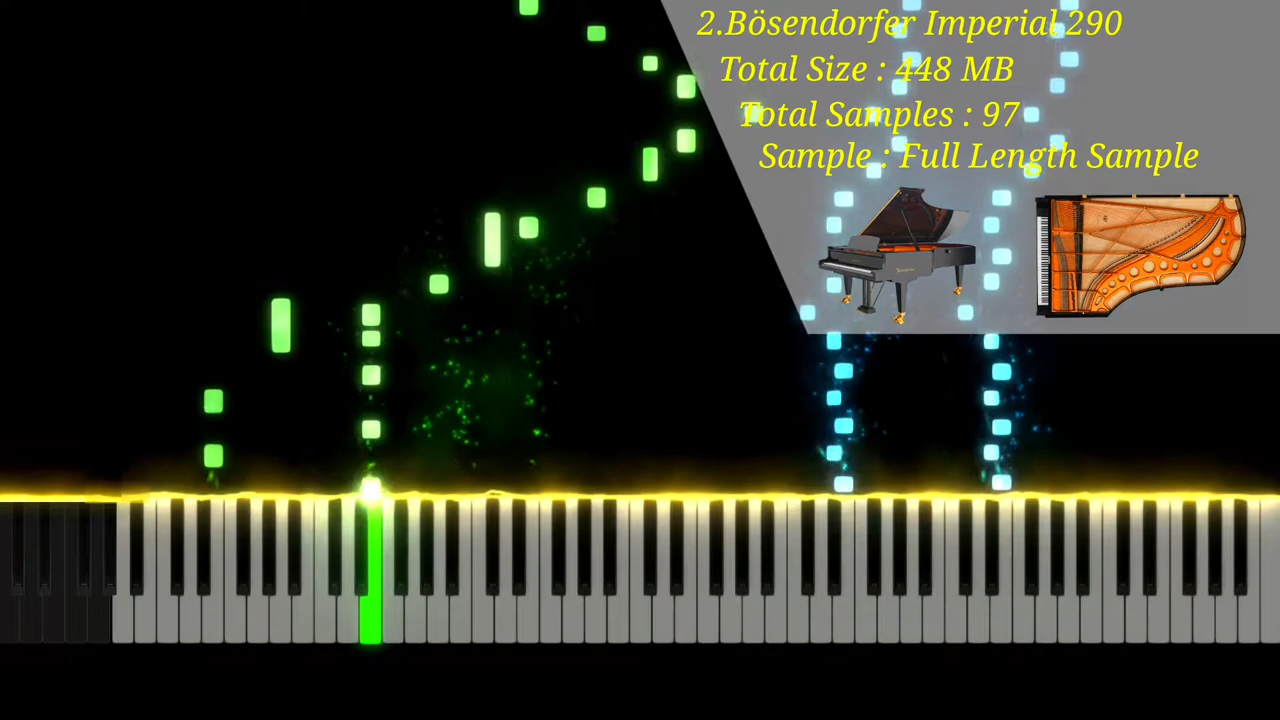 2.Bösendorfer Imperial 290
Total Size : 448 MB
Total Samples : 97
Sample : Full Length Sample